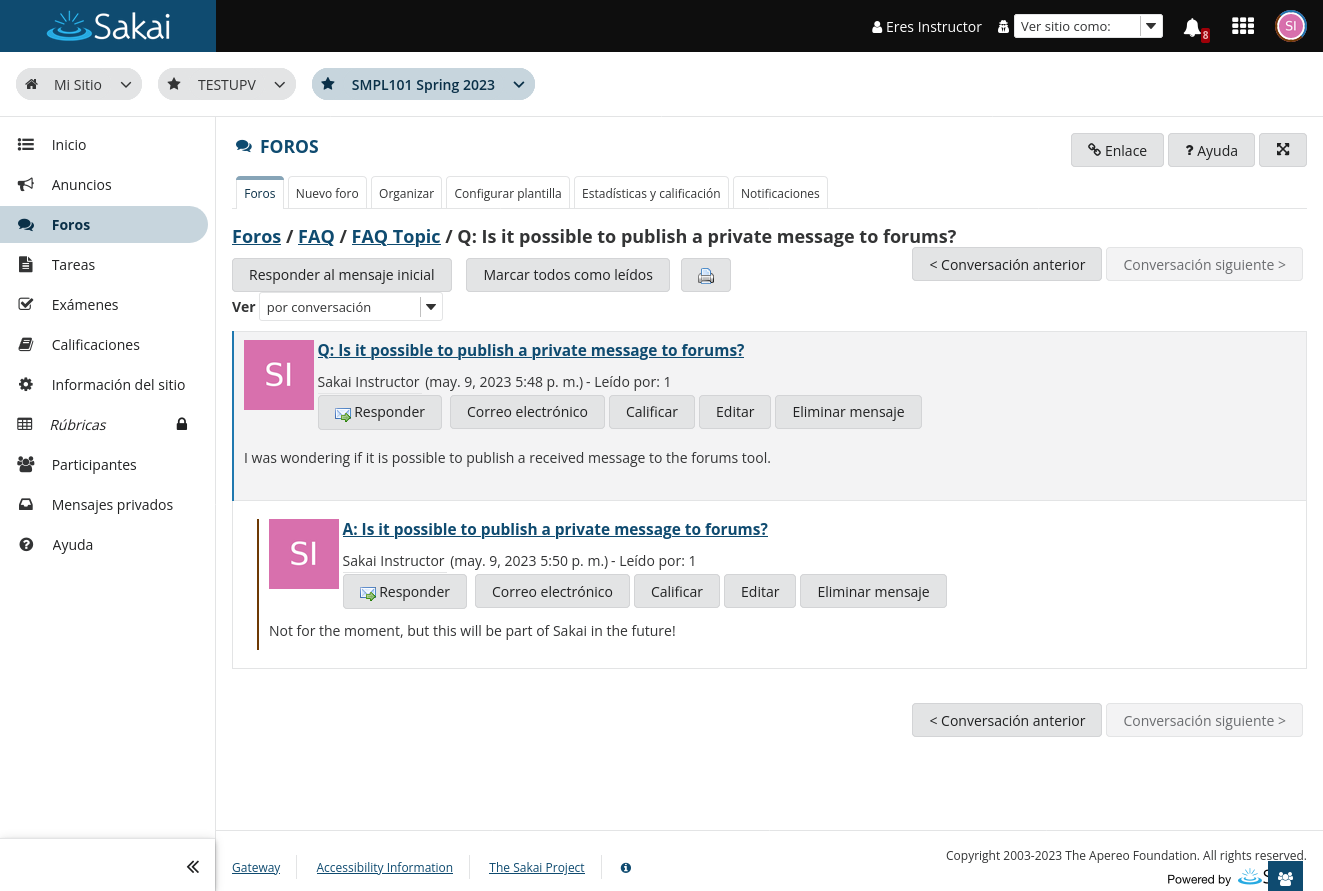 Sakai
Eres Instructor
Ver sitio como:
8
SI
Mi Sitio
TESTUPV
SMPL101 Spring 2023
Inicio
Anuncios
Foros
Tareas
Exámenes
Calificaciones
Información del sitio
Rúbricas
Participantes
Mensajes privados
Ayuda
FOROS
Enlace
? Ayuda
Foros
Nuevo foro
Organizar
Configurar plantilla
Estadísticas y calificación
Notificaciones
Foros / FAQ / FAQ Topic / Q: Is it possible to publish a private message to forums?
Responder al mensaje inicial
Marcar todos como leídos
< Conversación anterior
Conversación siguiente >
Ver por conversación
SI
Q: Is it possible to publish a private message to forums?
Sakai Instructor (may. 9, 2023 5:48 p. m.) - Leído por: 1
Responder
Correo electrónico
Calificar
Editar
Eliminar mensaje
I was wondering if it is possible to publish a received message to the forums tool.
SI
A: Is it possible to publish a private message to forums?
Sakai Instructor (may. 9, 2023 5:50 p. m.) - Leído por: 1
Responder
Correo electrónico
Calificar
Editar
Eliminar mensaje
Not for the moment, but this will be part of Sakai in the future!
< Conversación anterior
Conversación siguiente >
Gateway
Accessibility Information
The Sakai Project
Copyright 2003-2023 The Apereo Foundation. All rights reserved.
Powered by